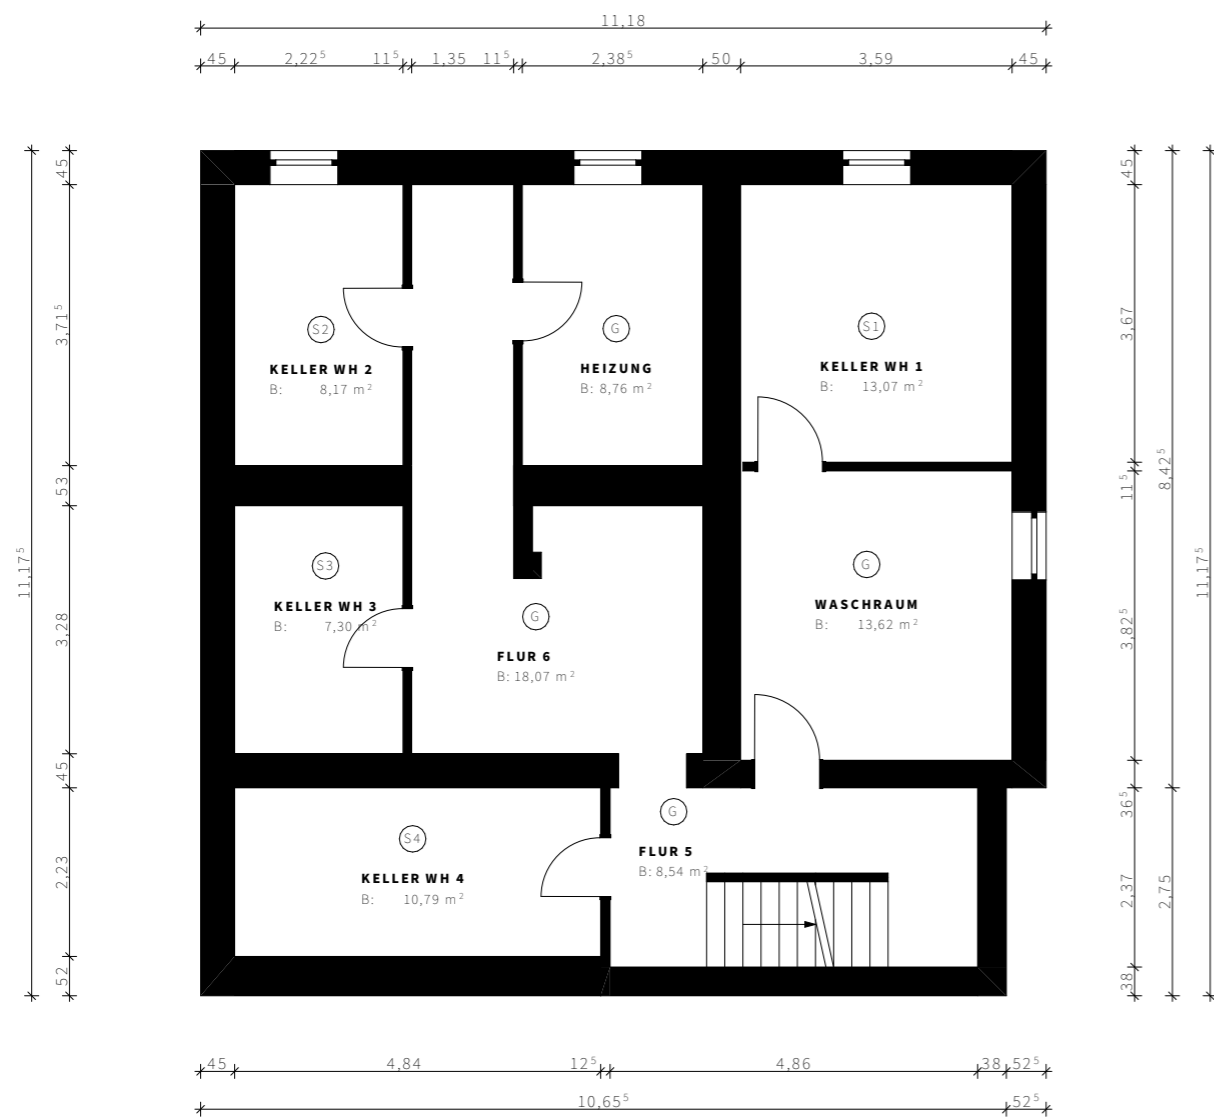 11,18
45 2,22⁵ 11⁵ 1,35 11⁵ 2,38⁵ 50 3,59 45
45
3,71⁵
53
3,28
45
2,23
52
11,17⁵
S2
KELLER WH 2
B: 8,17 m²
G
HEIZUNG
B: 8,76 m²
S1
KELLER WH 1
B: 13,07 m²
S3
KELLER WH 3
B: 7,30 m²
G
FLUR 6
B: 18,07 m²
G
WASCHRAUM
B: 13,62 m²
S4
KELLER WH 4
B: 10,79 m²
G
FLUR 5
B: 8,54 m²
45
3,67
11⁵
3,82⁵
36⁵
2,37
38
8,42⁵
2,75
11,17⁵
45 4,84 12⁵ 4,86 38 52⁵
10,65⁵ 52⁵